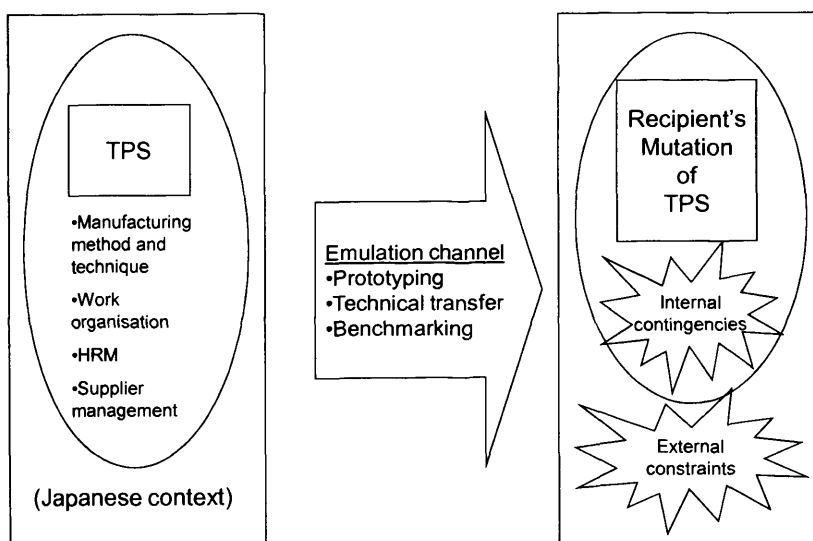 TPS
•Manufacturing
method and
technique
•Work
organisation
•HRM
•Supplier
management
(Japanese context)
Emulation channel
•Prototyping
•Technical transfer
•Benchmarking
Recipient's
Mutation
of
TPS
Internal
contingencies
External
constraints